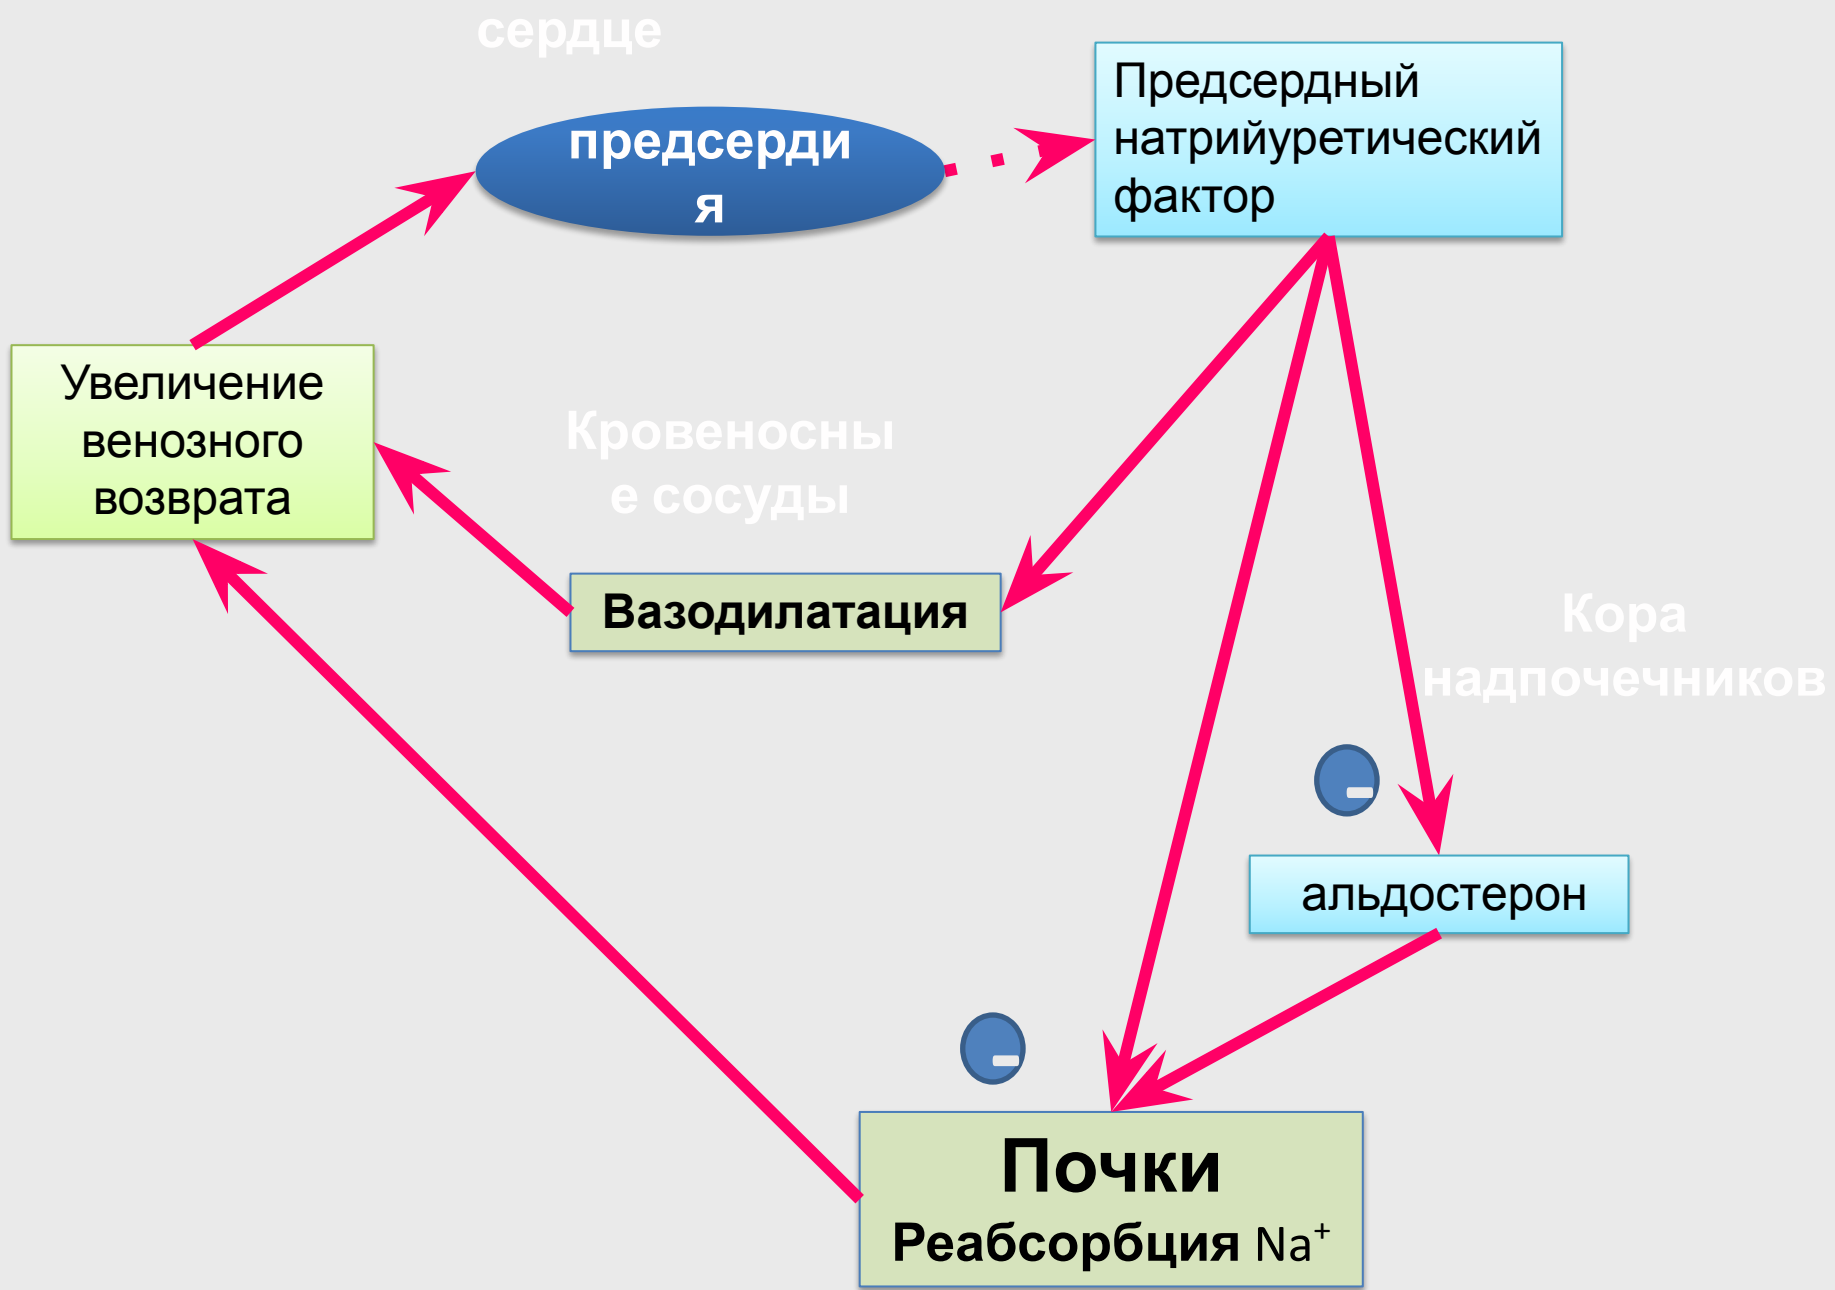 сердце
предсерди
я
Предсердный
натрийуретический
фактор
Увеличение
венозного
возврата
Кровеносны
е сосуды
Вазодилатация
Кора
надпочечников
-
альдостерон
-
Почки
Реабсорбция Na⁺